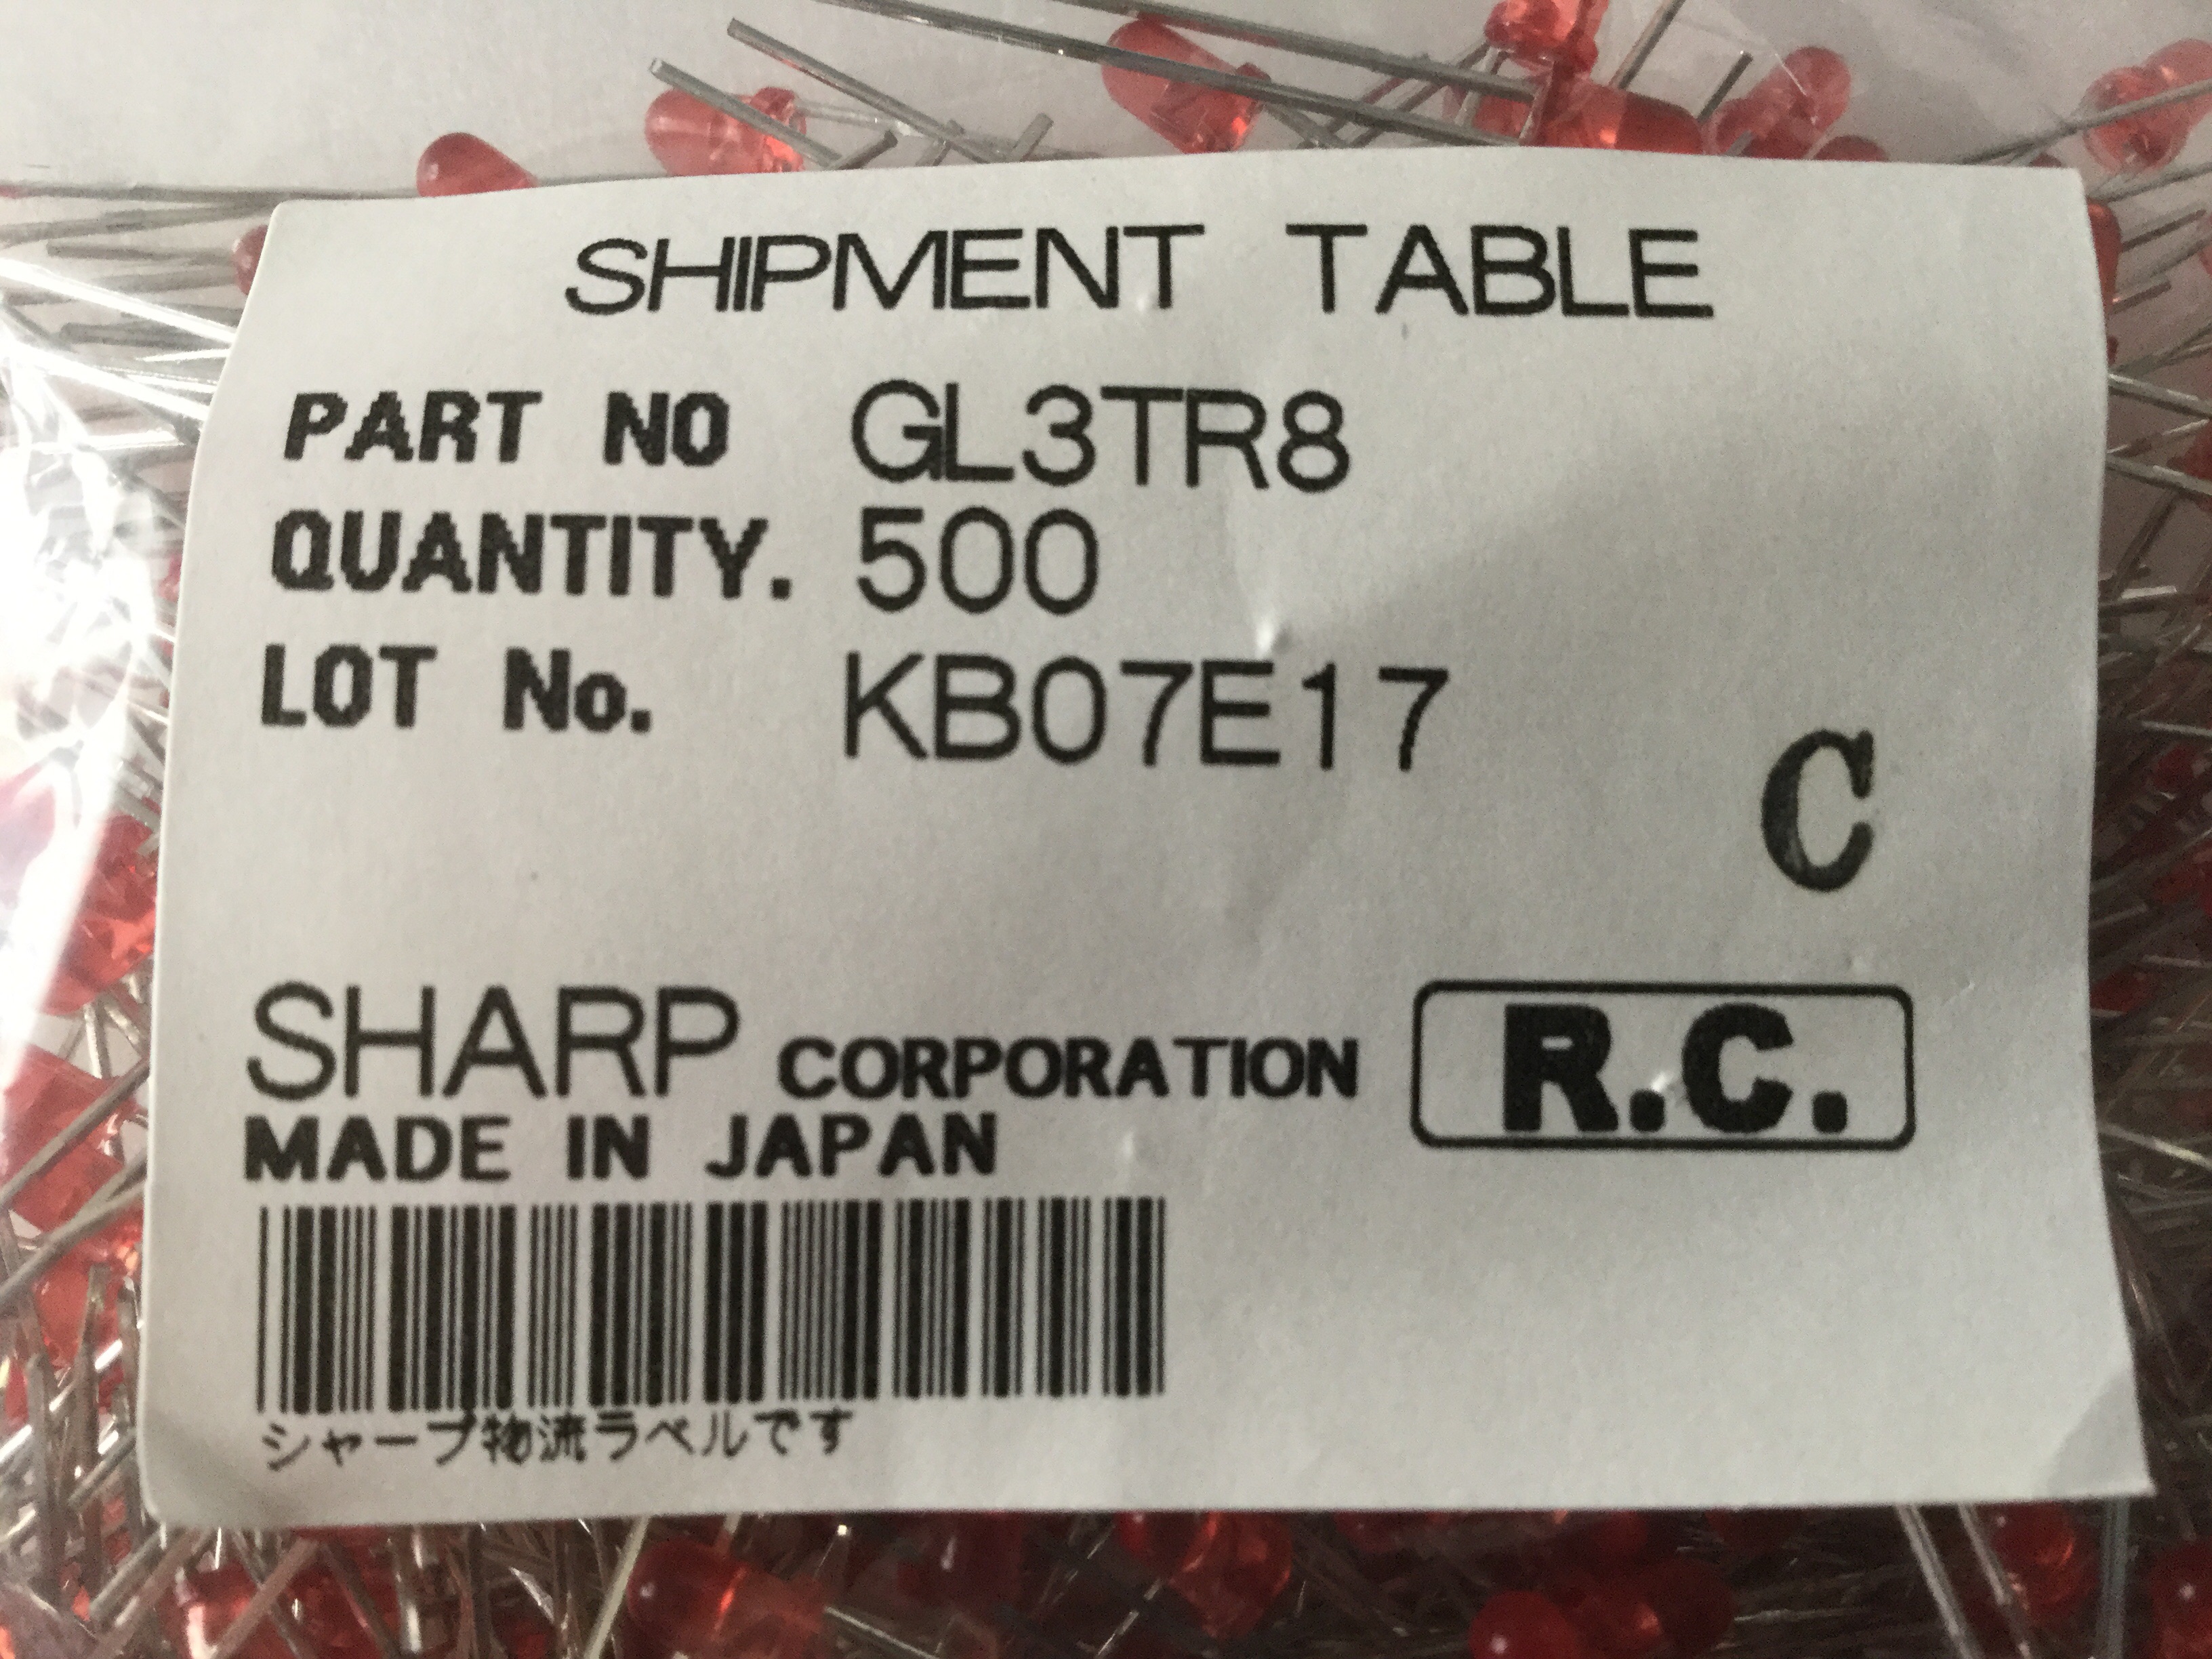 SHIPMENT TABLE
PART NO GL3TR8
QUANTITY. 500
LOT No. KB07E17
C
SHARP CORPORATION R.C.
MADE IN JAPAN
シャープ物流ラベルです